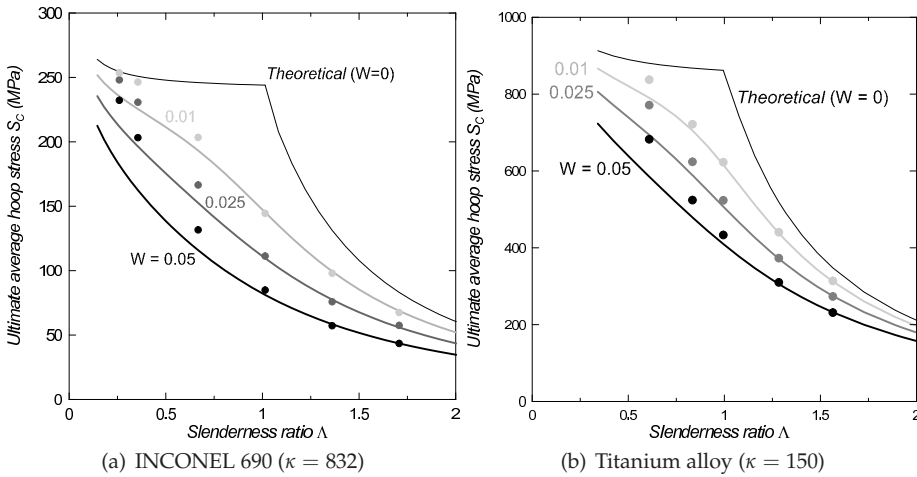 Ultimate average hoop stress S_C (MPa)
300
250
200
150
100
50
0
0
0.5
1
1.5
2
Slenderness ratio Λ
Theoretical (W=0)
0.01
0.025
W = 0.05
(a) INCONEL 690 (κ = 832)
Ultimate average hoop stress S_C (MPa)
1000
800
600
400
200
0
0
0.5
1
1.5
2
Slenderness ratio Λ
0.01
0.025
Theoretical (W = 0)
W = 0.05
(b) Titanium alloy (κ = 150)